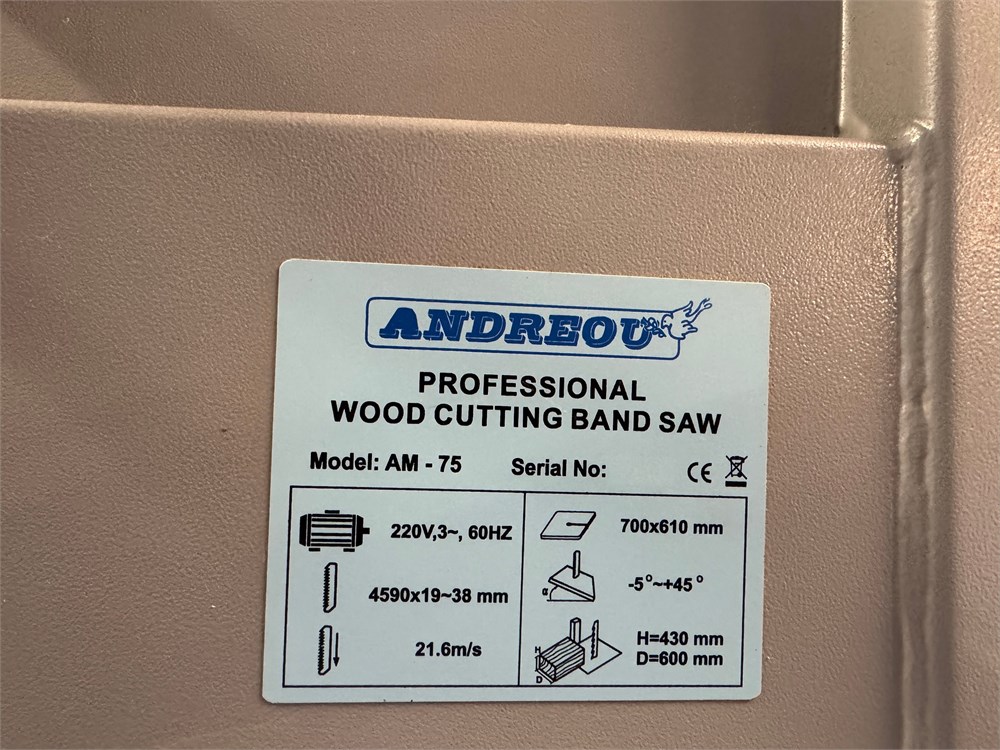 ANDREOU
PROFESSIONAL
WOOD CUTTING BAND SAW
Model: AM - 75 Serial No: CE
220V,3~, 60HZ
4590x19~38 mm
21.6m/s
700x610 mm
α
-5°~+45°
H
D
H=430 mm
D=600 mm